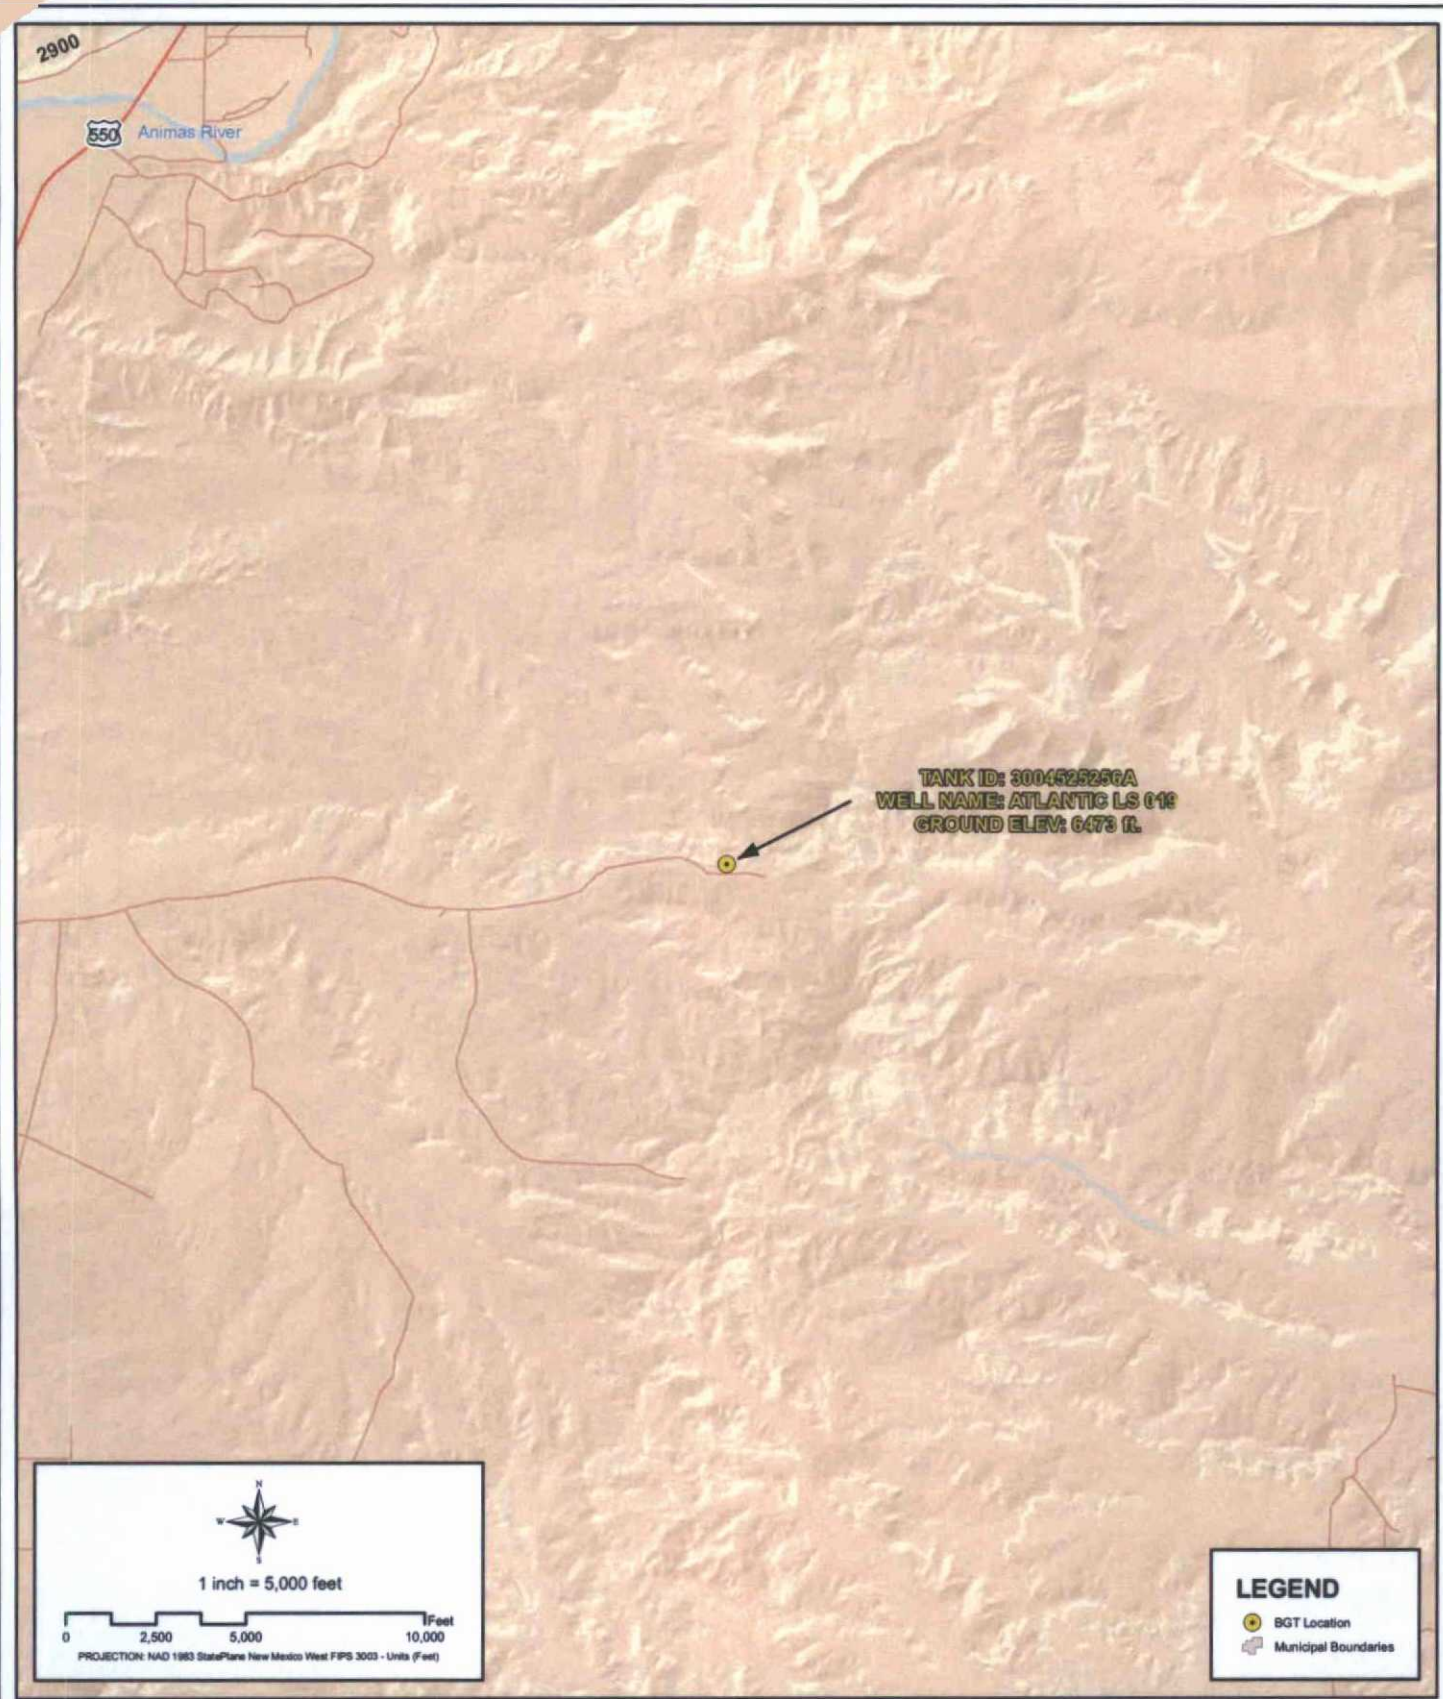 2900
550 Animas River
TANK ID: 3004525256A
WELL NAME: ATLANTIC LS 019
GROUND ELEV: 6473 ft.
N
W E
S
1 inch = 5,000 feet
Feet
0 2,500 5,000 10,000
PROJECTION: NAD 1983 StatePlane New Mexico West FIPS 3003 - Units (Feet)
LEGEND
BGT Location
Municipal Boundaries